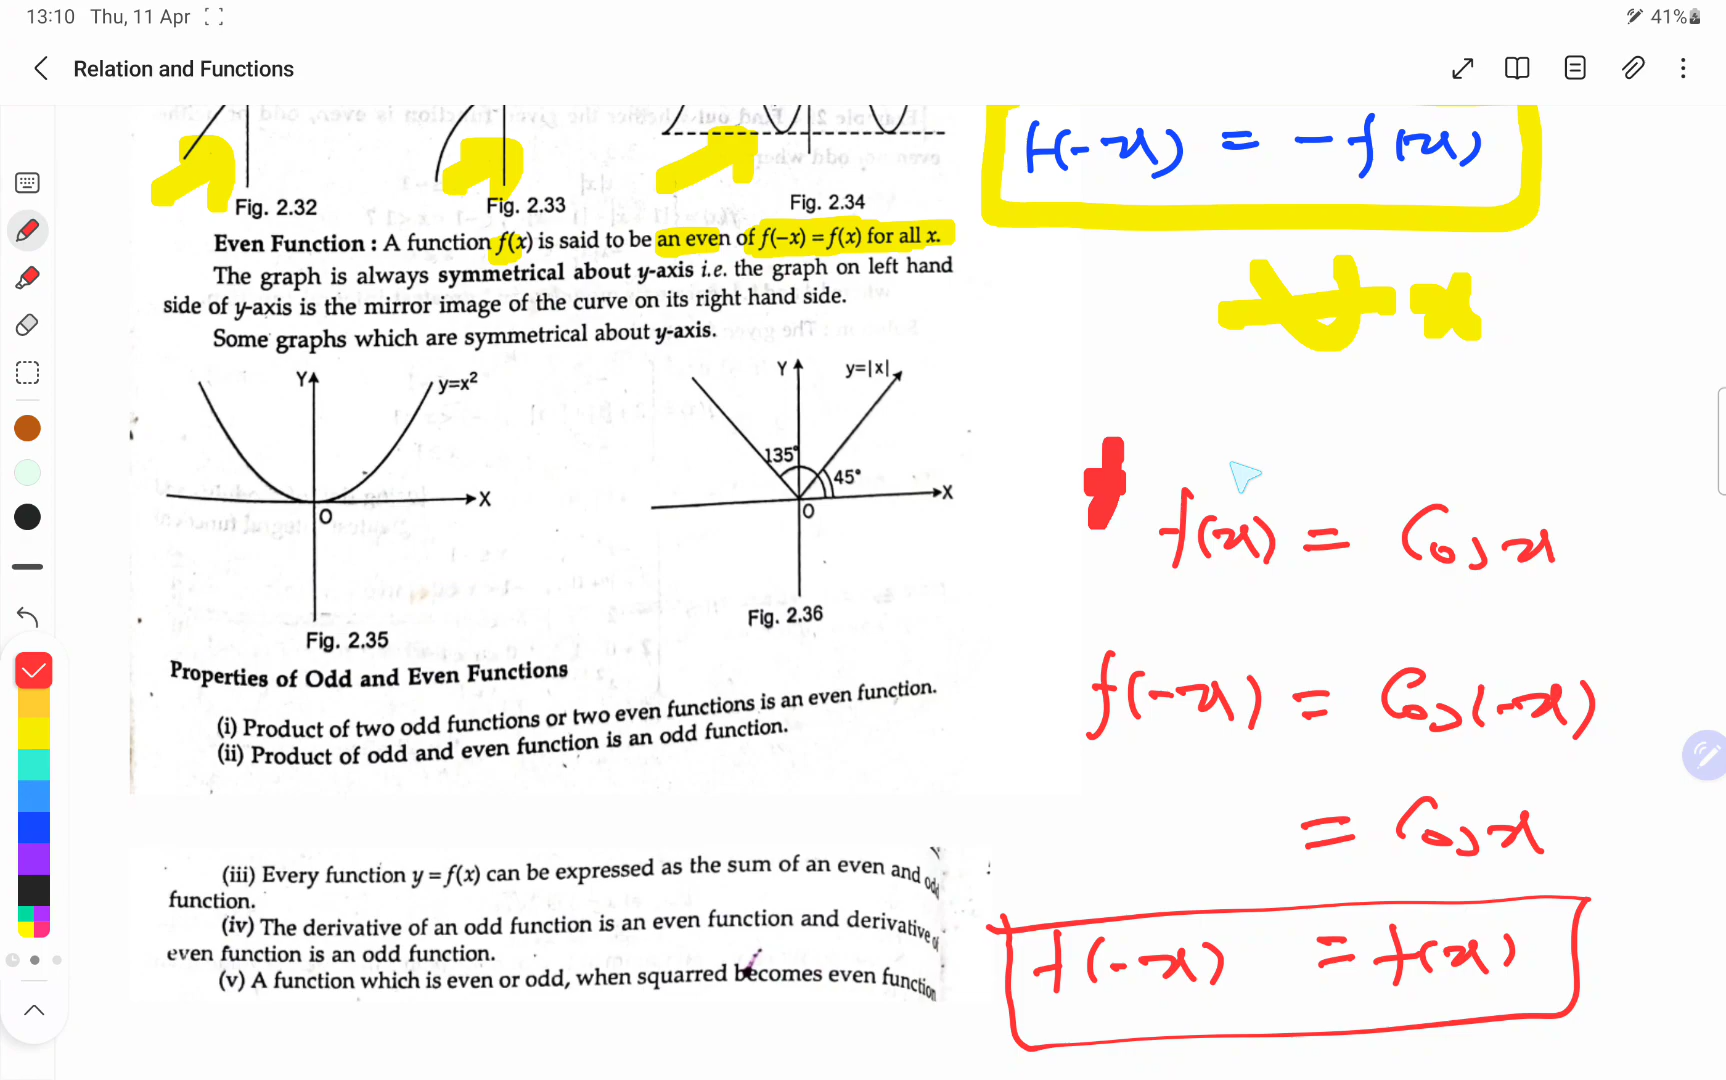 13:10 Thu, 11 Apr
41%
Relation and Functions
f(-x) = -f(x)
Fig. 2.32
Fig. 2.33
Fig. 2.34
Even Function : A function f(x) is said to be an even of f(−x) = f(x) for all x.
The graph is always symmetrical about y-axis i.e. the graph on left hand
side of y-axis is the mirror image of the curve on its right hand side.
Some graphs which are symmetrical about y-axis.
x
Y
y=x²
X
O
Fig. 2.35
Y
y=|x|
135°
45°
X
O
Fig. 2.36
f(x) = Cos x
f(-x) = Cos(-x)
= Cos x
f(-x) = f(x)
Properties of Odd and Even Functions
(i) Product of two odd functions or two even functions is an even function.
(ii) Product of odd and even function is an odd function.
(iii) Every function y = f(x) can be expressed as the sum of an even and odd
function.
(iv) The derivative of an odd function is an even function and derivative of
even function is an odd function.
(v) A function which is even or odd, when squarred becomes even function